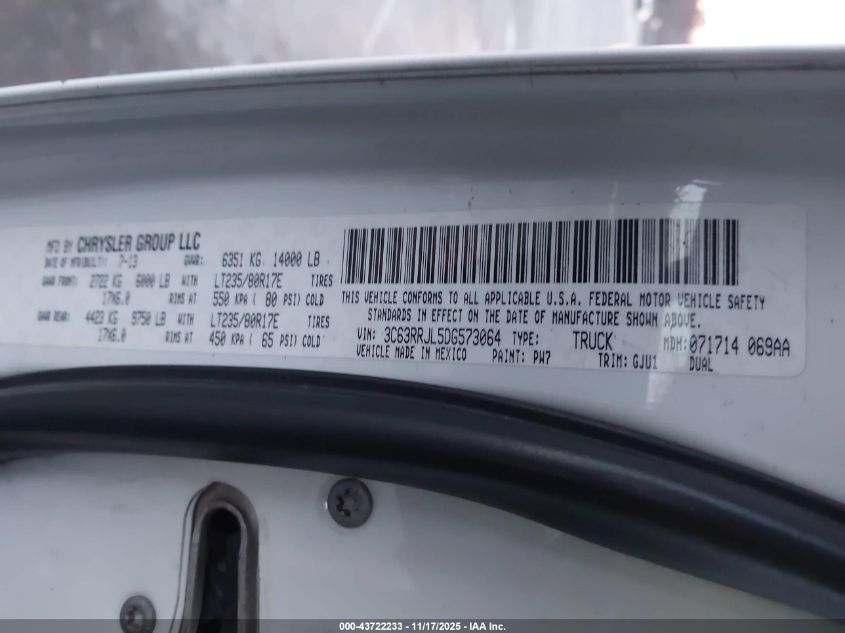 MFD BY CHRYSLER GROUP LLC
DATE OF MFR(BUILT): 7-13 GVWR: 6351 KG 14000 LB
GAWR FRONT: 2722 KG 6000 LB WITH LT235/80R17E TIRES
17X6.0 RIMS AT 550 KPA ( 80 PSI) COLD
GAWR REAR: 4423 KG 9750 LB WITH LT235/80R17E TIRES
17X6.0 RIMS AT 450 KPA ( 65 PSI) COLD
THIS VEHICLE CONFORMS TO ALL APPLICABLE U.S.A. FEDERAL MOTOR VEHICLE SAFETY
STANDARDS IN EFFECT ON THE DATE OF MANUFACTURE SHOWN ABOVE.
VIN: 3C63RRJL5DG573064 TYPE: TRUCK MDH: 071714 069AA
VEHICLE MADE IN MEXICO PAINT: PW7 TRIM: GJU1 DUAL
000-43722233 - 11/17/2025 - IAA Inc.